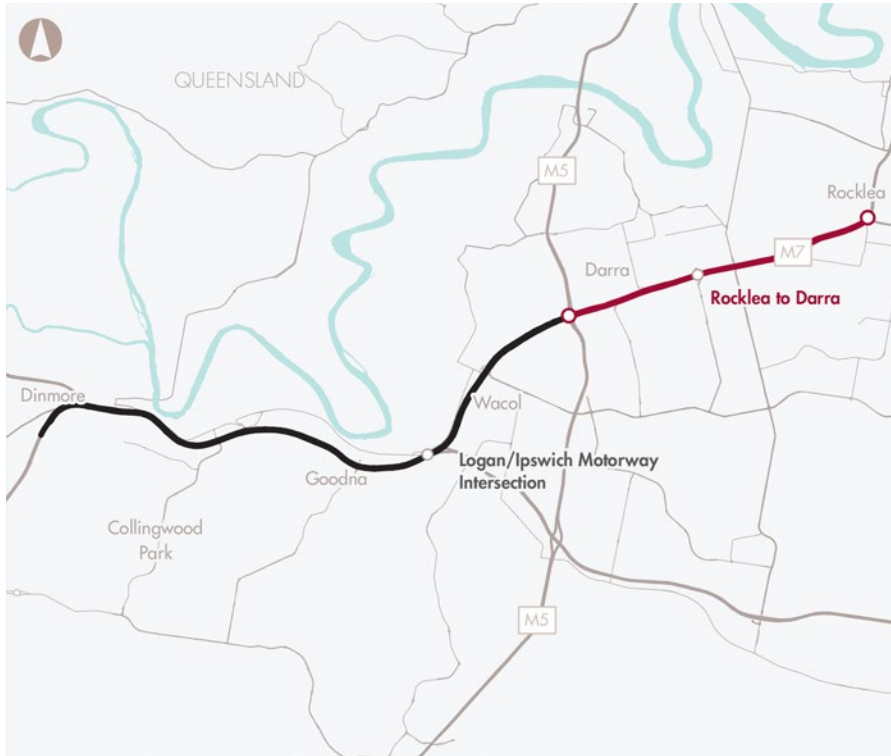 QUEENSLAND
M5
Rocklea
M7
Darra
Rocklea to Darra
Dinmore
Wacol
Logan/Ipswich Motorway
Intersection
Goodna
Collingwood
Park
M5